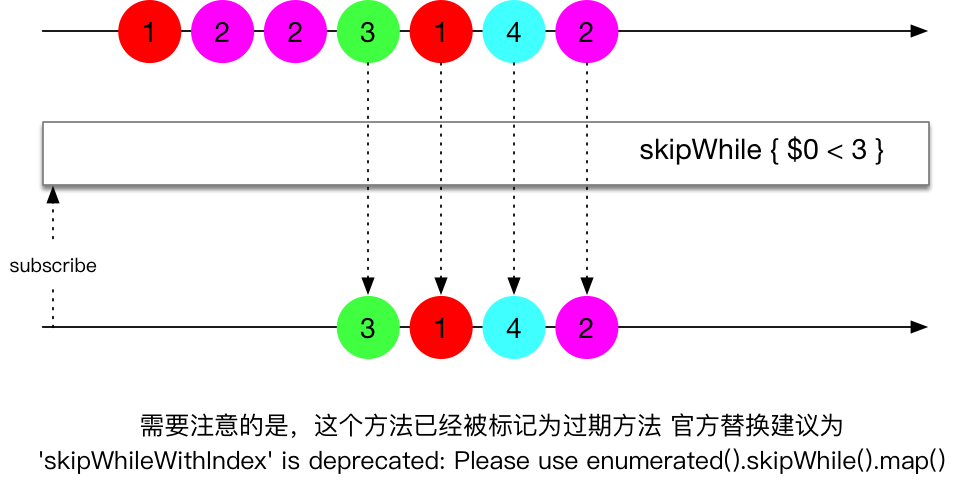 1 2 2 3 1 4 2
skipWhile { $0 < 3 }
subscribe
3 1 4 2
需要注意的是，这个方法已经被标记为过期方法 官方替换建议为
'skipWhileWithIndex' is deprecated: Please use enumerated().skipWhile().map()